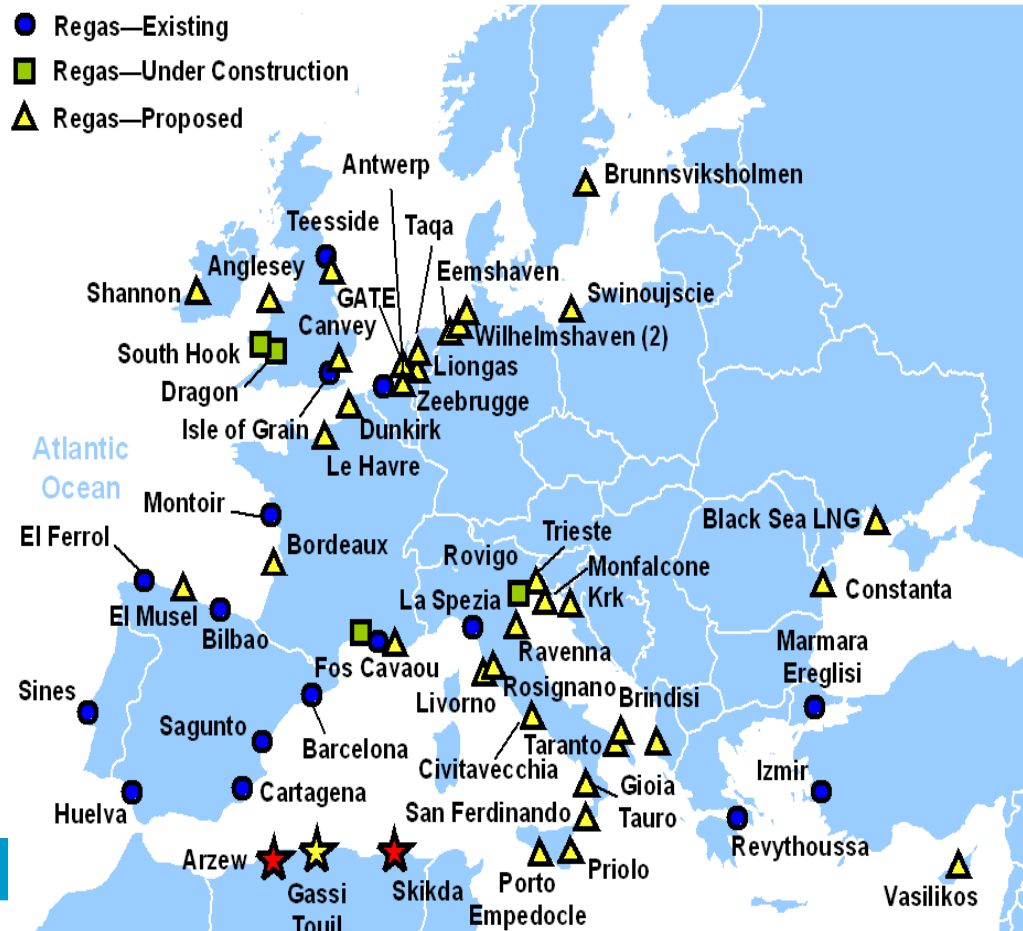 Regas—Existing
Regas—Under Construction
Regas—Proposed
Antwerp
Brunnsviksholmen
Teesside
Taqa
Anglesey
Eemshaven
Shannon
GATE
Swinoujscie
Canvey
Wilhelmshaven (2)
South Hook
Liongas
Dragon
Zeebrugge
Isle of Grain
Dunkirk
Atlantic
Ocean
Le Havre
Montoir
Black Sea LNG
El Ferrol
Trieste
Bordeaux
Rovigo
Monfalcone
Constanta
La Spezia
Krk
El Musel
Bilbao
Marmara
Ereglisi
Fos Cavaou
Ravenna
Sines
Livorno
Rosignano
Brindisi
Sagunto
Barcelona
Taranto
Civitavecchia
Izmir
Huelva
Cartagena
Gioia
Tauro
San Ferdinando
Revythoussa
Arzew
Gassi
Touil
Skikda
Priolo
Porto
Empedocle
Vasilikos